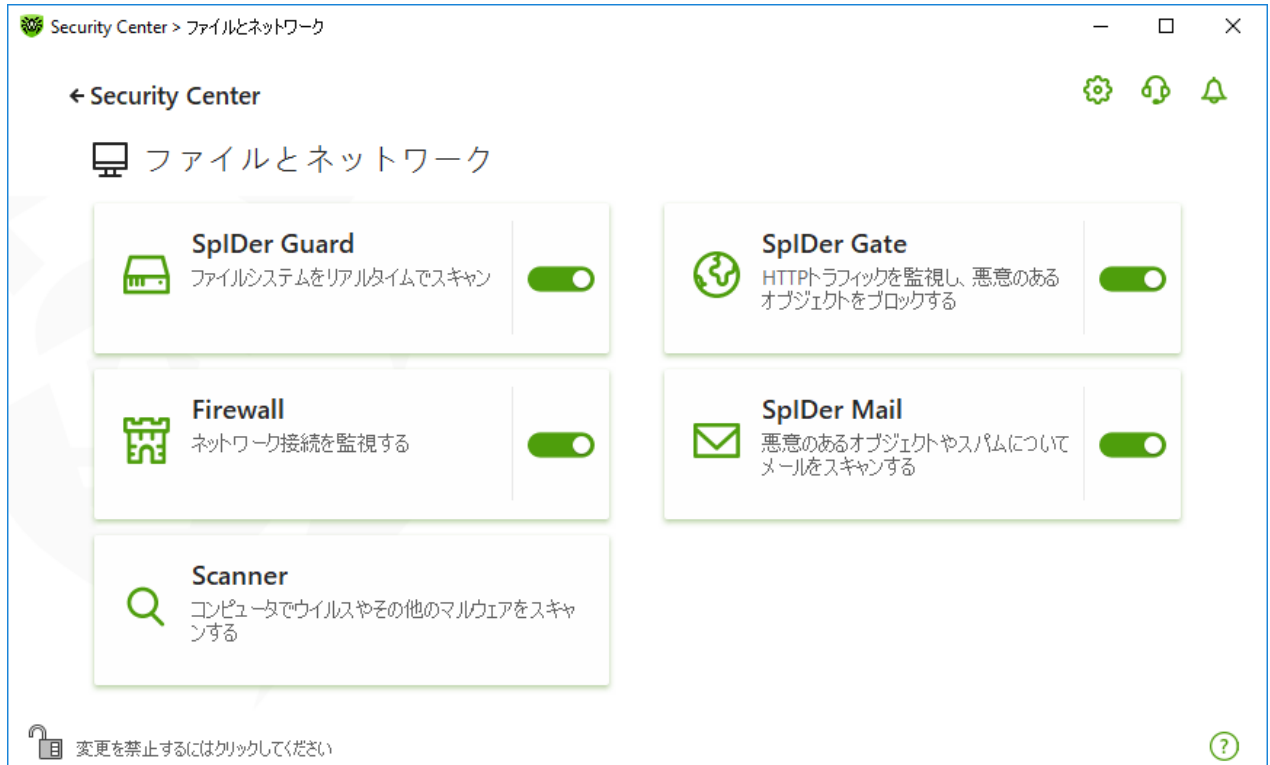 Security Center > ファイルとネットワーク
← Security Center
ファイルとネットワーク
SpIDer Guard
ファイルシステムをリアルタイムでスキャン
SpIDer Gate
HTTPトラフィックを監視し、悪意のある
オブジェクトをブロックする
Firewall
ネットワーク接続を監視する
SpIDer Mail
悪意のあるオブジェクトやスパムについて
メールをスキャンする
Scanner
コンピュータでウイルスやその他のマルウェアをスキャ
ンする
変更を禁止するにはクリックしてください
?